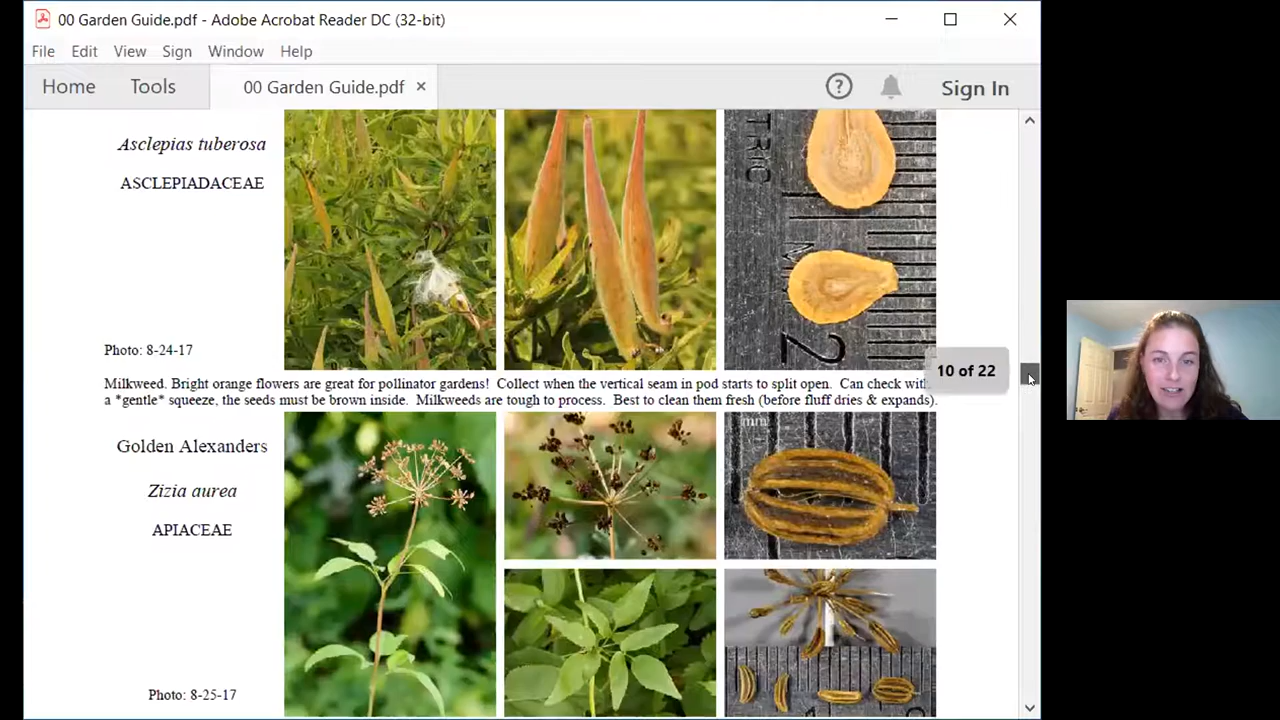 00 Garden Guide.pdf - Adobe Acrobat Reader DC (32-bit)
File Edit View Sign Window Help
Home Tools 00 Garden Guide.pdf × ? Sign In
Asclepias tuberosa
ASCLEPIADACEAE
TRIC
M
2
Photo: 8-24-17
10 of 22
Milkweed. Bright orange flowers are great for pollinator gardens! Collect when the vertical seam in pod starts to split open. Can check with
a *gentle* squeeze, the seeds must be brown inside. Milkweeds are tough to process. Best to clean them fresh (before fluff dries & expands).
Golden Alexanders
mm
Zizia aurea
APIACEAE
Photo: 8-25-17